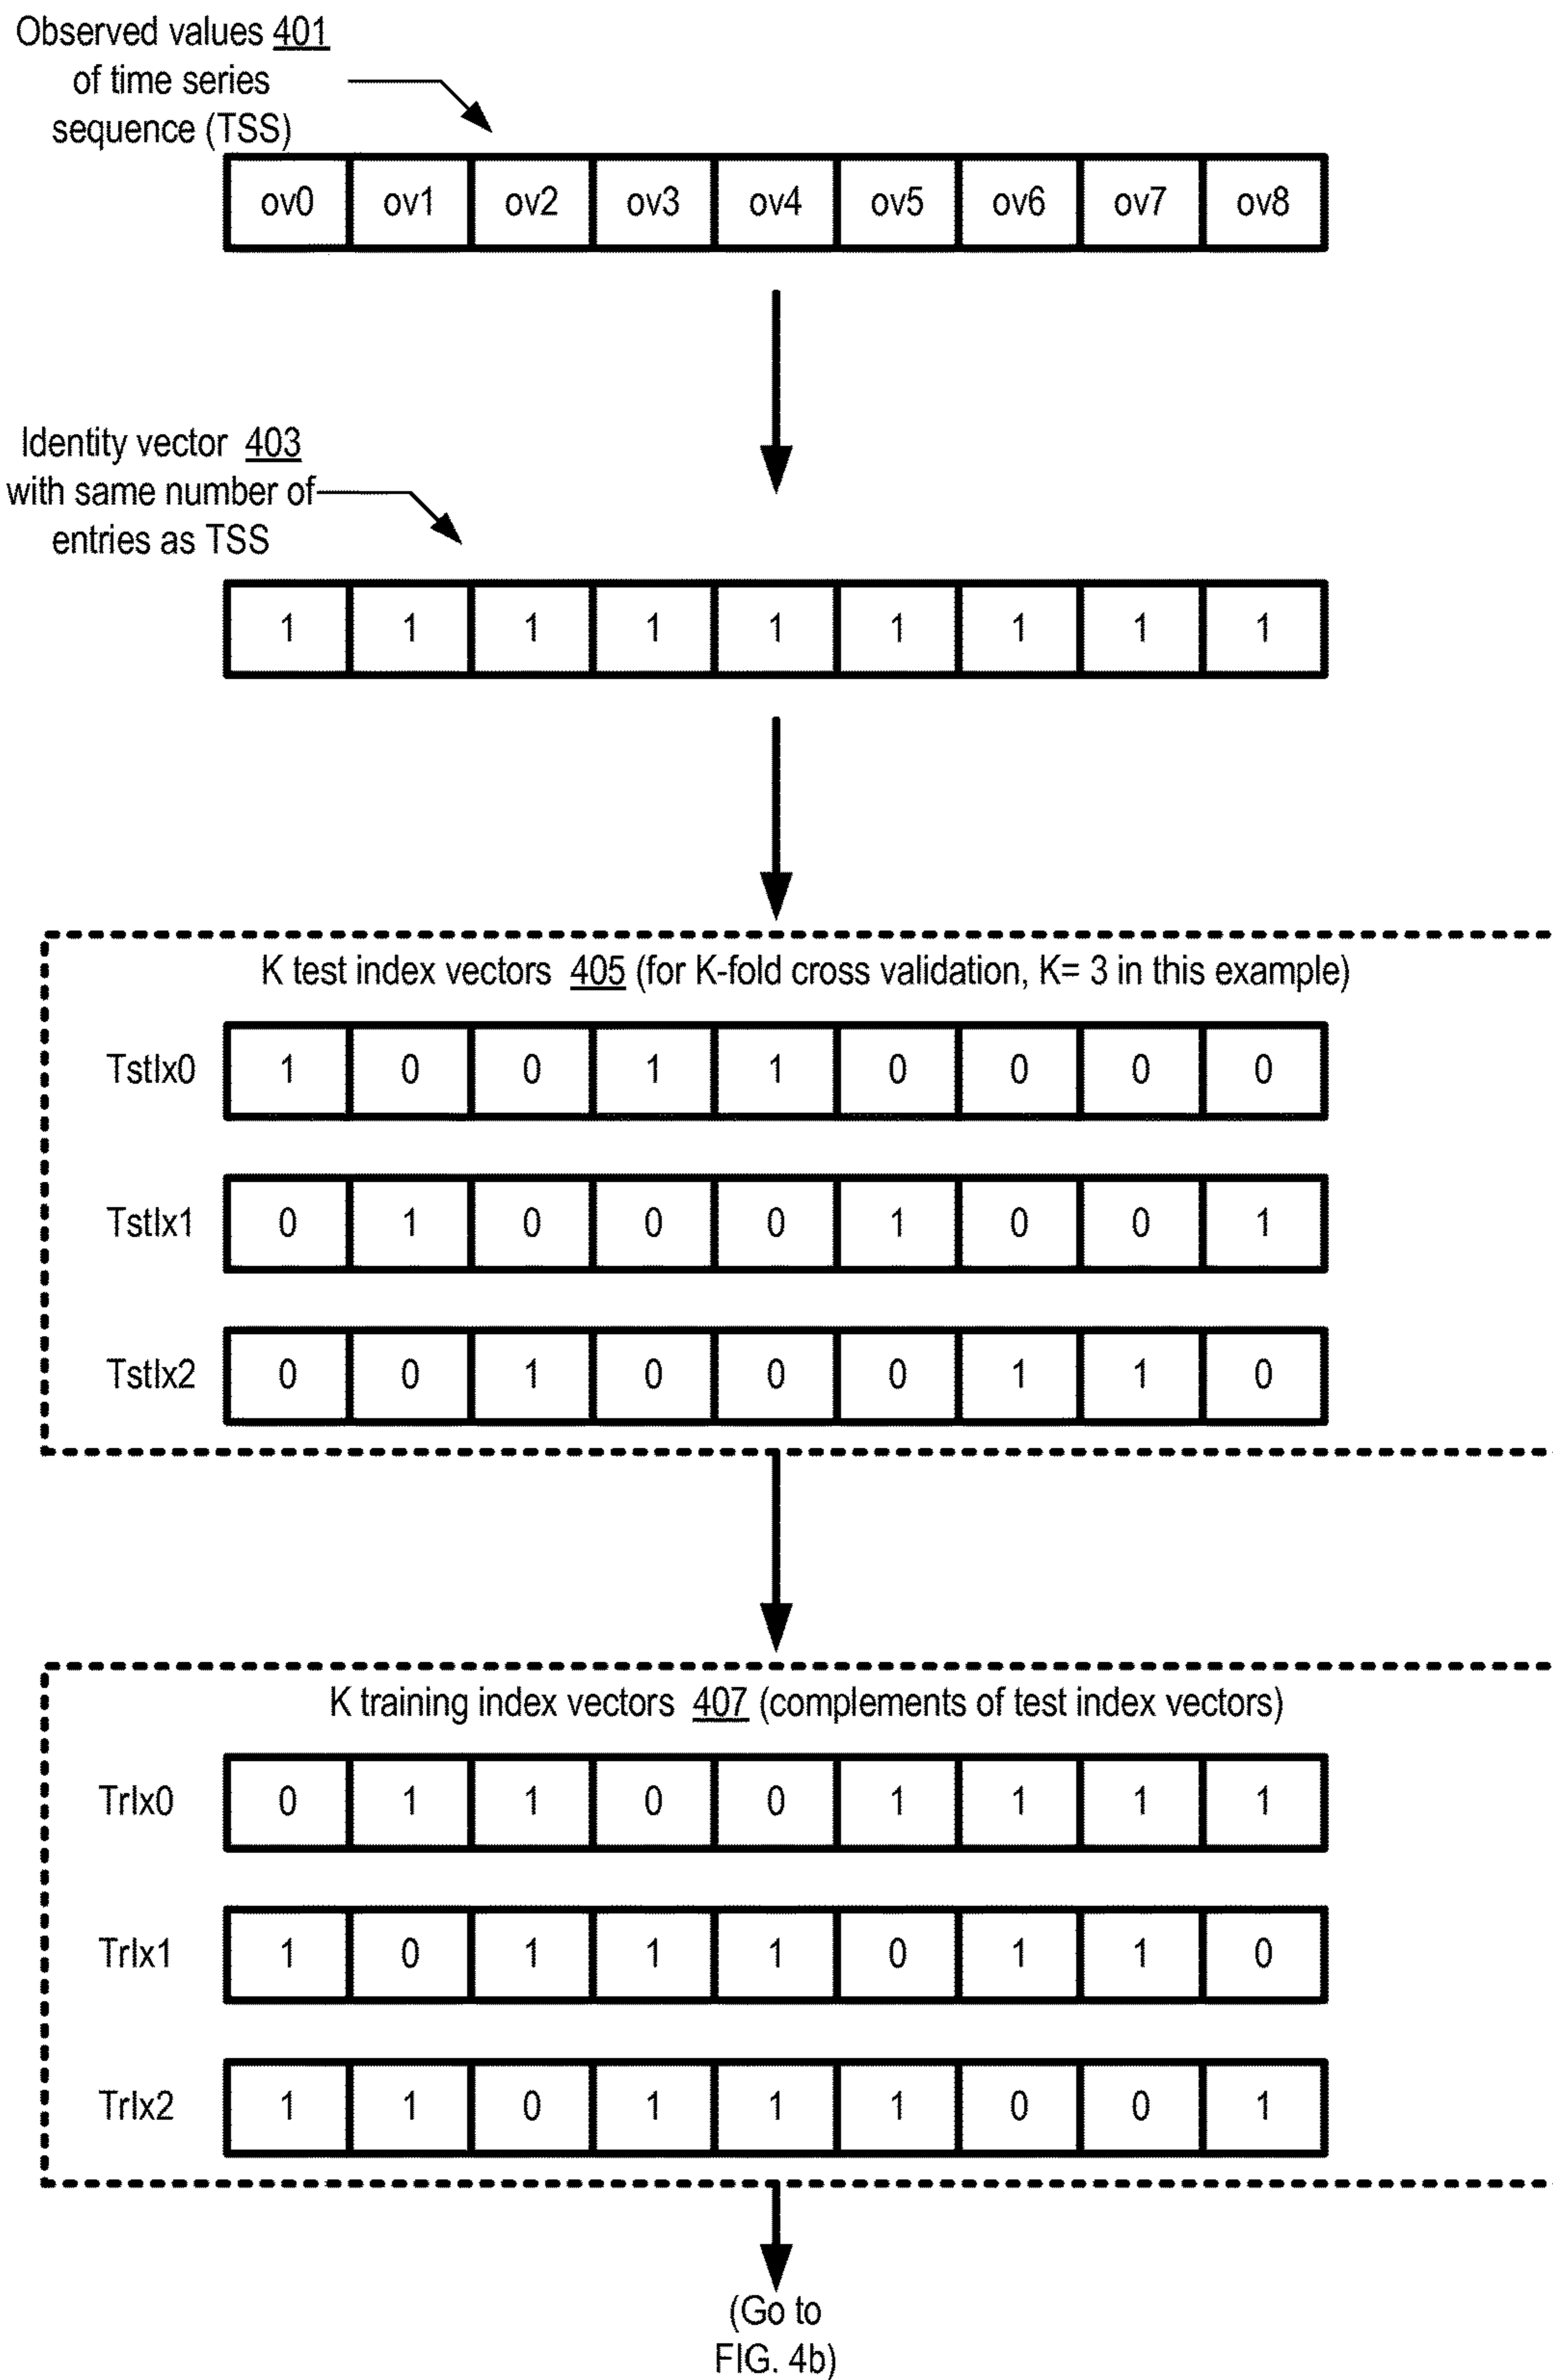 Observed values 401
of time series
sequence (TSS)
ov0 ov1 ov2 ov3 ov4 ov5 ov6 ov7 ov8
Identity vector 403
with same number of
entries as TSS
1 1 1 1 1 1 1 1 1
K test index vectors 405 (for K-fold cross validation, K= 3 in this example)
TstIx0 1 0 0 1 1 0 0 0 0
TstIx1 0 1 0 0 0 1 0 0 1
TstIx2 0 0 1 0 0 0 1 1 0
K training index vectors 407 (complements of test index vectors)
TrIx0 0 1 1 0 0 1 1 1 1
TrIx1 1 0 1 1 1 0 1 1 0
TrIx2 1 1 0 1 1 1 0 0 1
(Go to
FIG. 4b)